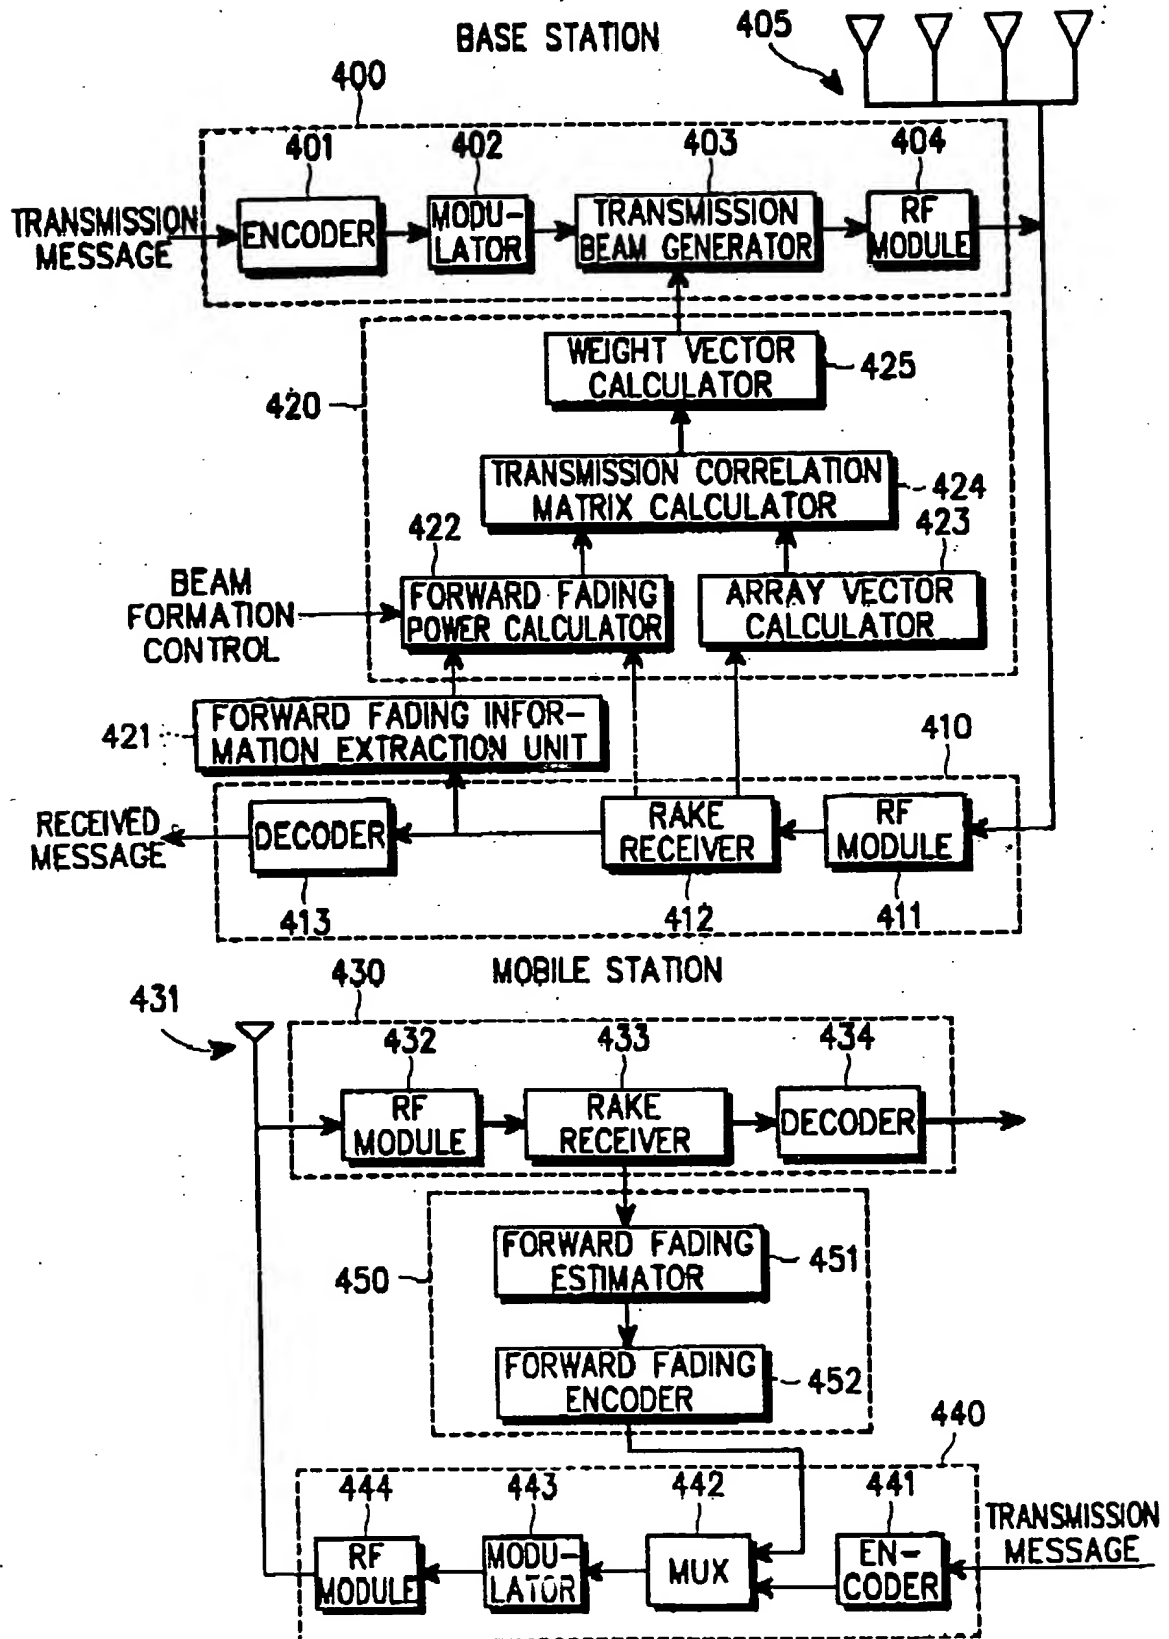 BASE STATION
405
400
401
402
403
404
TRANSMISSION
MESSAGE
ENCODER
MODU-
LATOR
TRANSMISSION
BEAM GENERATOR
RF
MODULE
420
WEIGHT VECTOR
CALCULATOR
425
TRANSMISSION CORRELATION
MATRIX CALCULATOR
424
422
423
BEAM
FORMATION
CONTROL
FORWARD FADING
POWER CALCULATOR
ARRAY VECTOR
CALCULATOR
421
FORWARD FADING INFOR-
MATION EXTRACTION UNIT
410
RECEIVED
MESSAGE
DECODER
RAKE
RECEIVER
RF
MODULE
413
412
411
MOBILE STATION
430
431
432
433
434
RF
MODULE
RAKE
RECEIVER
DECODER
450
FORWARD FADING
ESTIMATOR
451
FORWARD FADING
ENCODER
452
440
444
443
442
441
RF
MODULE
MODU-
LATOR
MUX
EN-
CODER
TRANSMISSION
MESSAGE